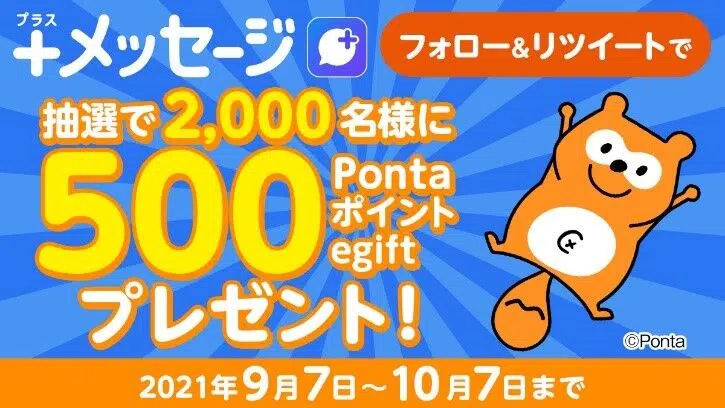 プラス
+メッセージ
フォロー&リツイートで
抽選で2,000名様に
500
Ponta
ポイント
egift
プレゼント!
©Ponta
2021年9月7日~10月7日まで